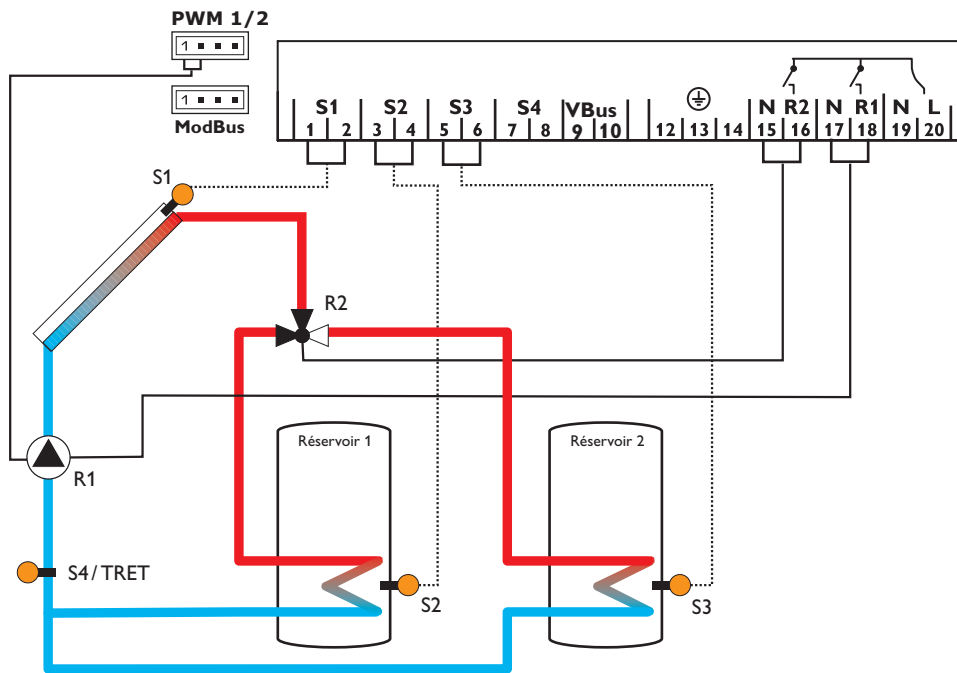 PWM 1/2
1
1
ModBus
S1 S2 S3 S4 VBus N R2 N R1 N L
1 2 3 4 5 6 7 8 9 10 12 13 14 15 16 17 18 19 20
S1
R2
Réservoir 1
Réservoir 2
R1
S4/TRET
S2
S3